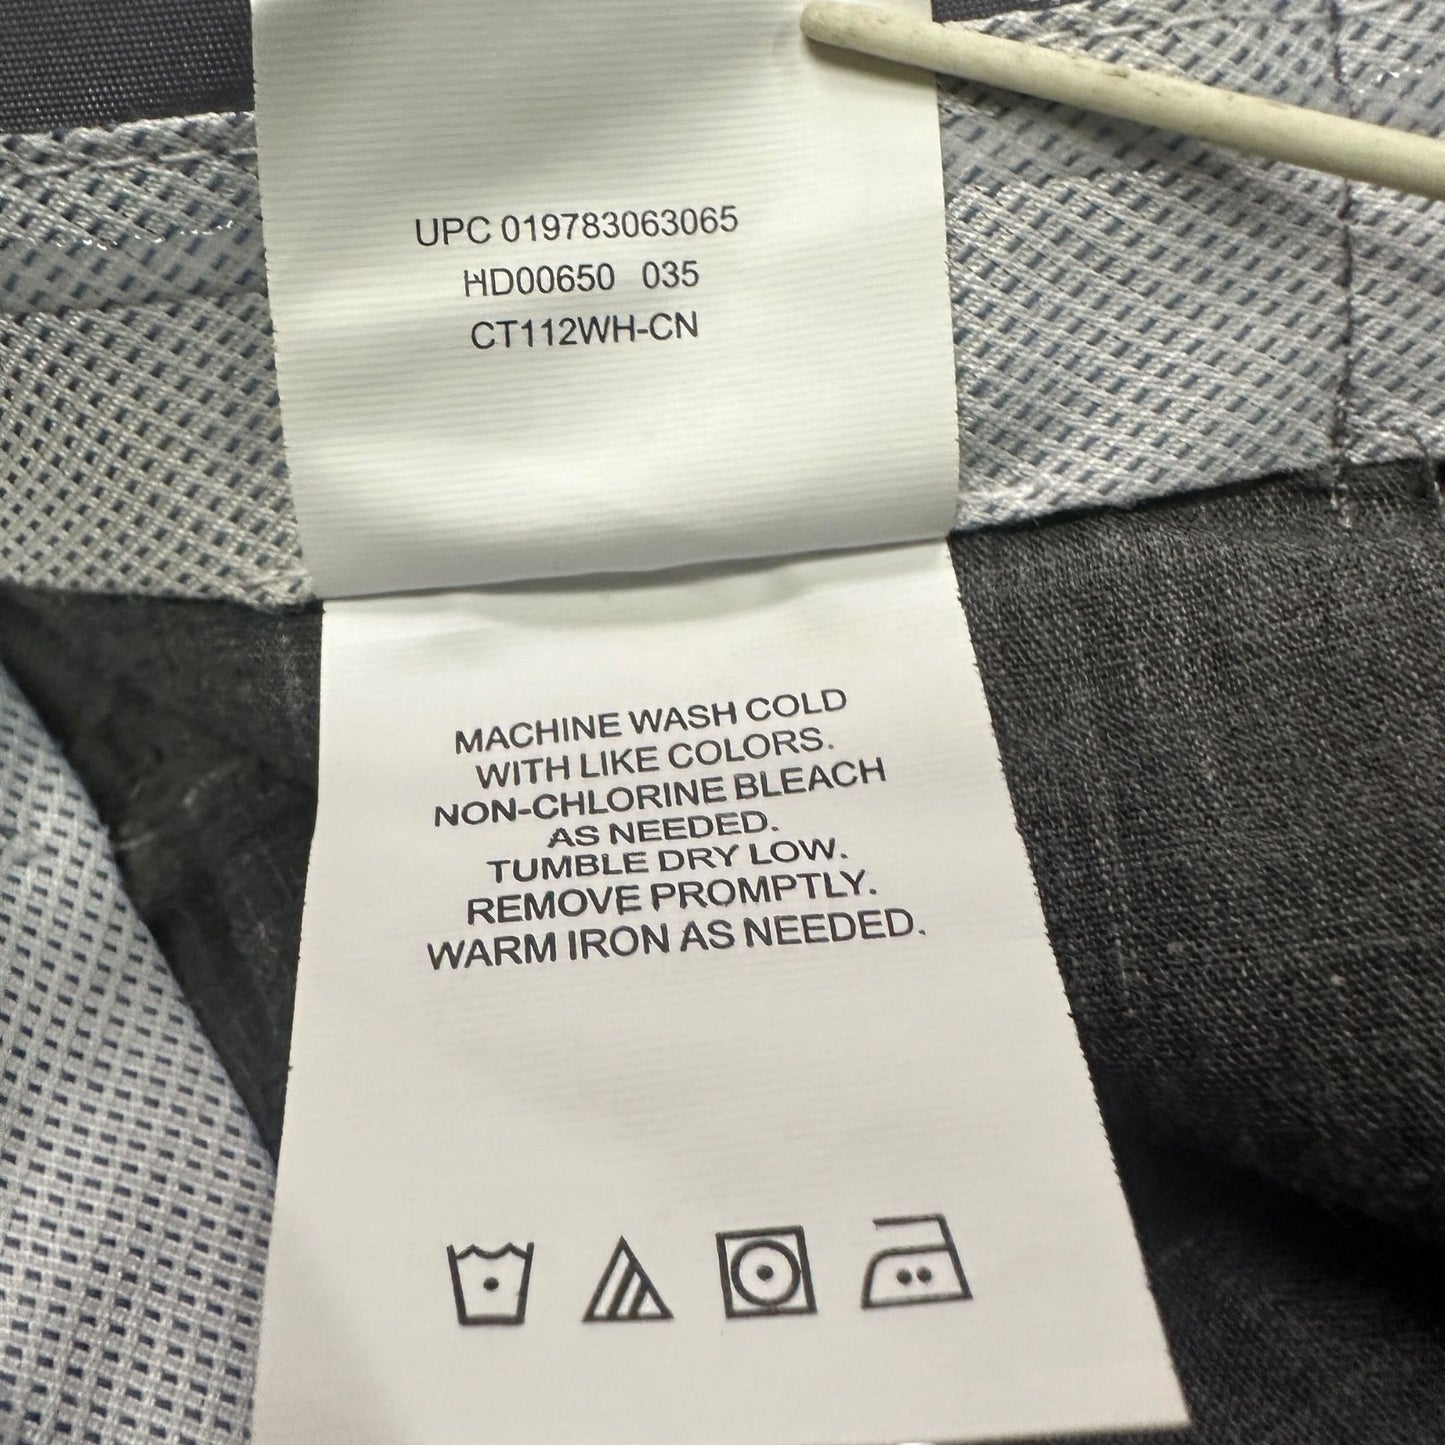 UPC 019783063065
HD00650 035
CT112WH-CN
MACHINE WASH COLD
WITH LIKE COLORS.
NON-CHLORINE BLEACH
AS NEEDED.
TUMBLE DRY LOW.
REMOVE PROMPTLY.
WARM IRON AS NEEDED.